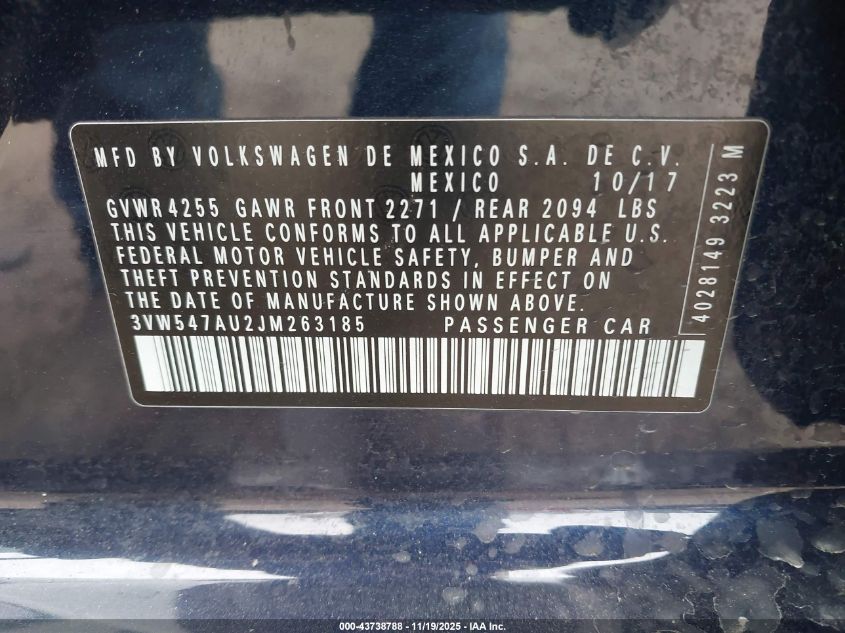 MFD BY VOLKSWAGEN DE MEXICO S.A. DE C.V.
MEXICO 10/17
GVWR 4255 GAWR FRONT 2271 / REAR 2094 LBS
THIS VEHICLE CONFORMS TO ALL APPLICABLE U.S.
FEDERAL MOTOR VEHICLE SAFETY, BUMPER AND
THEFT PREVENTION STANDARDS IN EFFECT ON
THE DATE OF MANUFACTURE SHOWN ABOVE.
3VW547AU2JM263185 PASSENGER CAR
4028149 3223 M
000-43738788 - 11/19/2025 - IAA Inc.